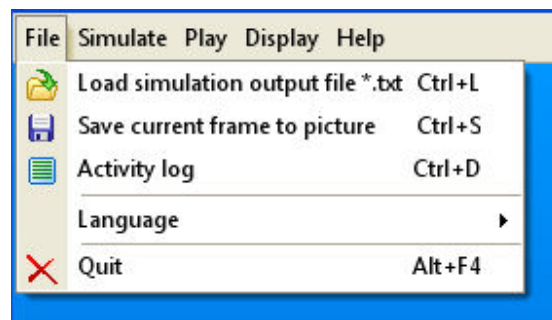 File Simulate Play Display Help
Load simulation output file *.txt Ctrl+L
Save current frame to picture Ctrl+S
Activity log Ctrl+D
Language
Quit Alt+F4